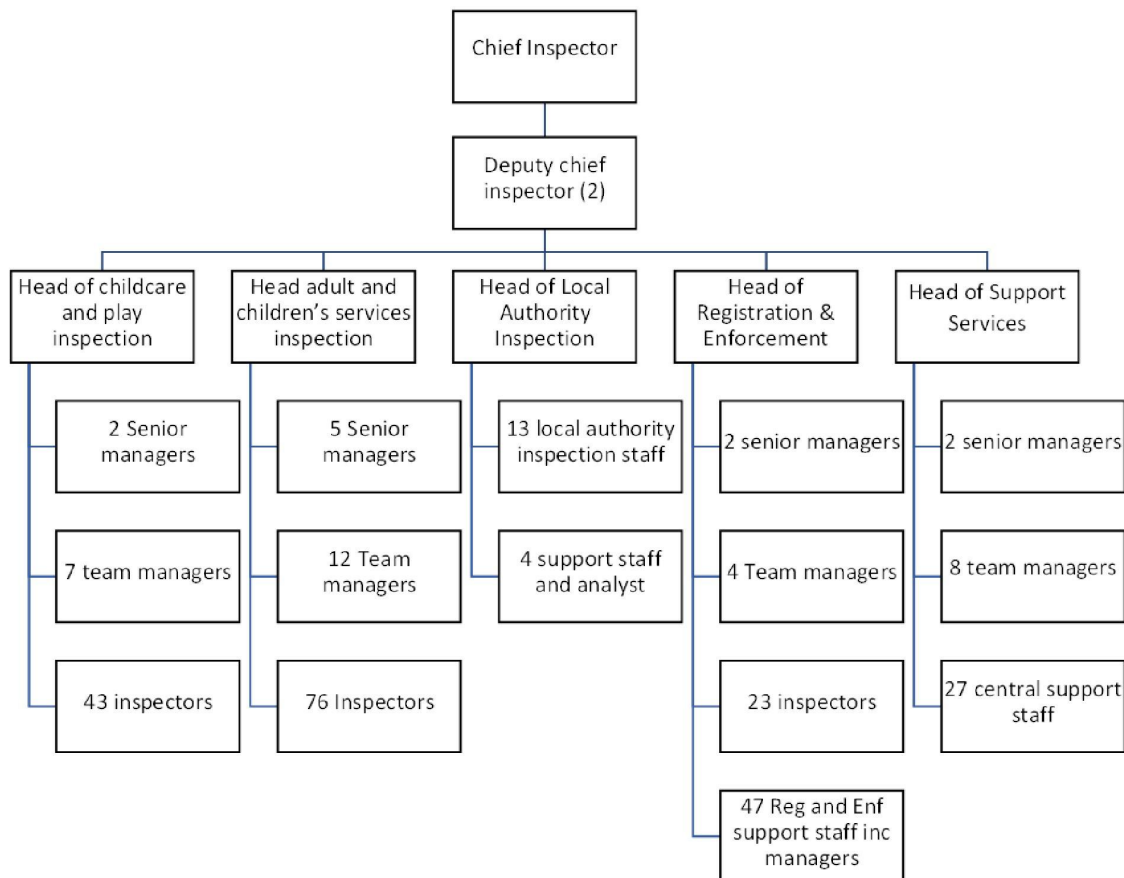 Chief Inspector
Deputy chief
inspector (2)
Head of childcare
and play
inspection
2 Senior
managers
7 team managers
43 inspectors
Head adult and
children’s services
inspection
5 Senior
managers
12 Team
managers
76 Inspectors
Head of Local
Authority
Inspection
13 local authority
inspection staff
4 support staff
and analyst
Head of
Registration &
Enforcement
2 senior managers
4 Team managers
23 inspectors
47 Reg and Enf
support staff inc
managers
Head of Support
Services
2 senior managers
8 team managers
27 central support
staff